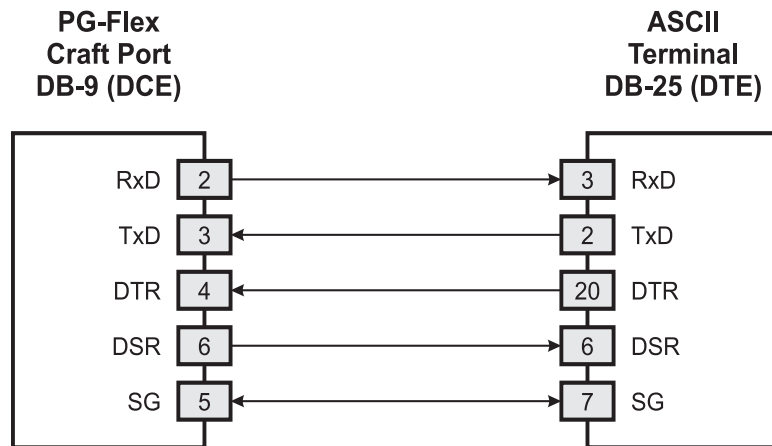 PG-Flex
Craft Port
DB-9 (DCE)
ASCII
Terminal
DB-25 (DTE)
RxD 2 3 RxD
TxD 3 2 TxD
DTR 4 20 DTR
DSR 6 6 DSR
SG 5 7 SG